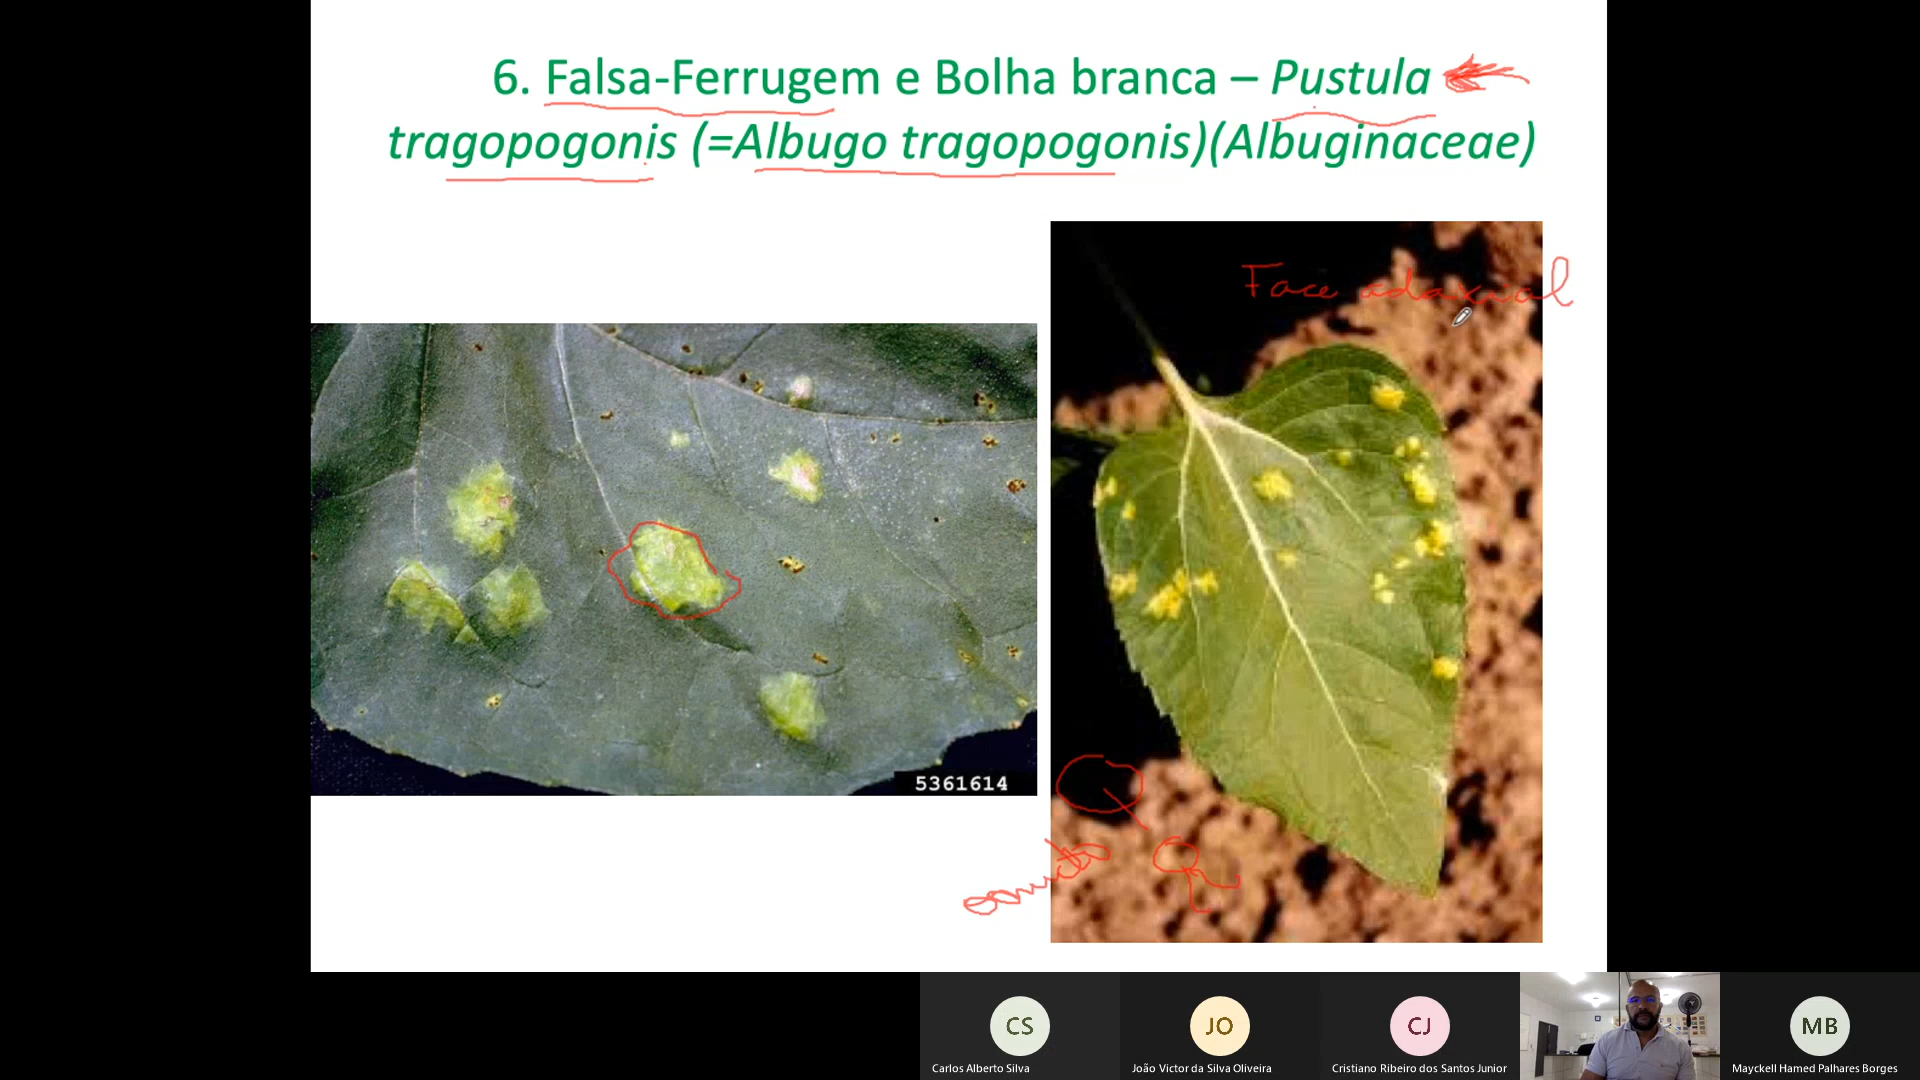 6. Falsa-Ferrugem e Bolha branca – Pustula
tragopogonis (=Albugo tragopogonis)(Albuginaceae)
Face adaxial
5361614
CS
JO
CJ
MB
Carlos Alberto Silva
João Victor da Silva Oliveira
Cristiano Ribeiro dos Santos Junior
Mayckell Hamed Palhares Borges